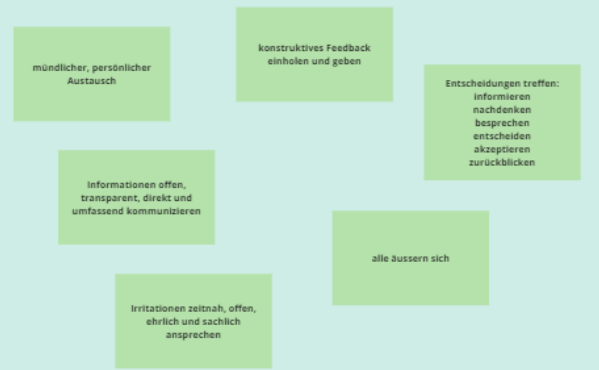 mündlicher, persönlicher
Austausch
konstruktives Feedback
einholen und geben
Entscheidungen treffen:
informieren
nachdenken
besprechen
entscheiden
akzeptieren
zurückblicken
Informationen offen,
transparent, direkt und
umfassend kommunizieren
alle äussern sich
Irritationen zeitnah, offen,
ehrlich und sachlich
ansprechen